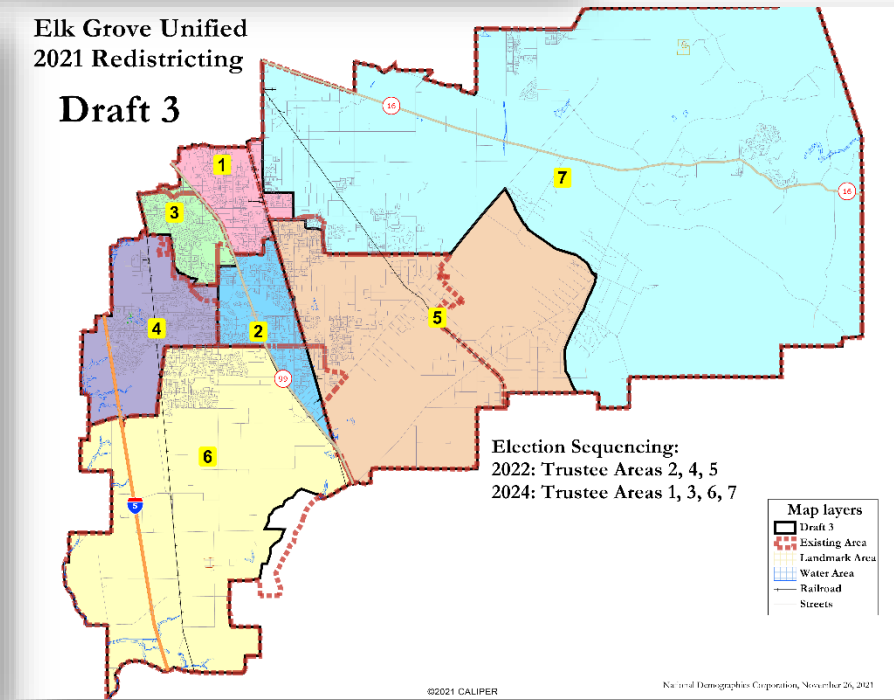 Elk Grove Unified
2021 Redistricting
Draft 3
16
7
1
3
16
5
4
2
99
6
5
Election Sequencing:
2022: Trustee Areas 2, 4, 5
2024: Trustee Areas 1, 3, 6, 7
Map layers
Draft 3
Existing Area
Landmark Area
Water Area
Railroad
Streets
©2021 CALIPER
National Demographics Corporation, November 26, 2021